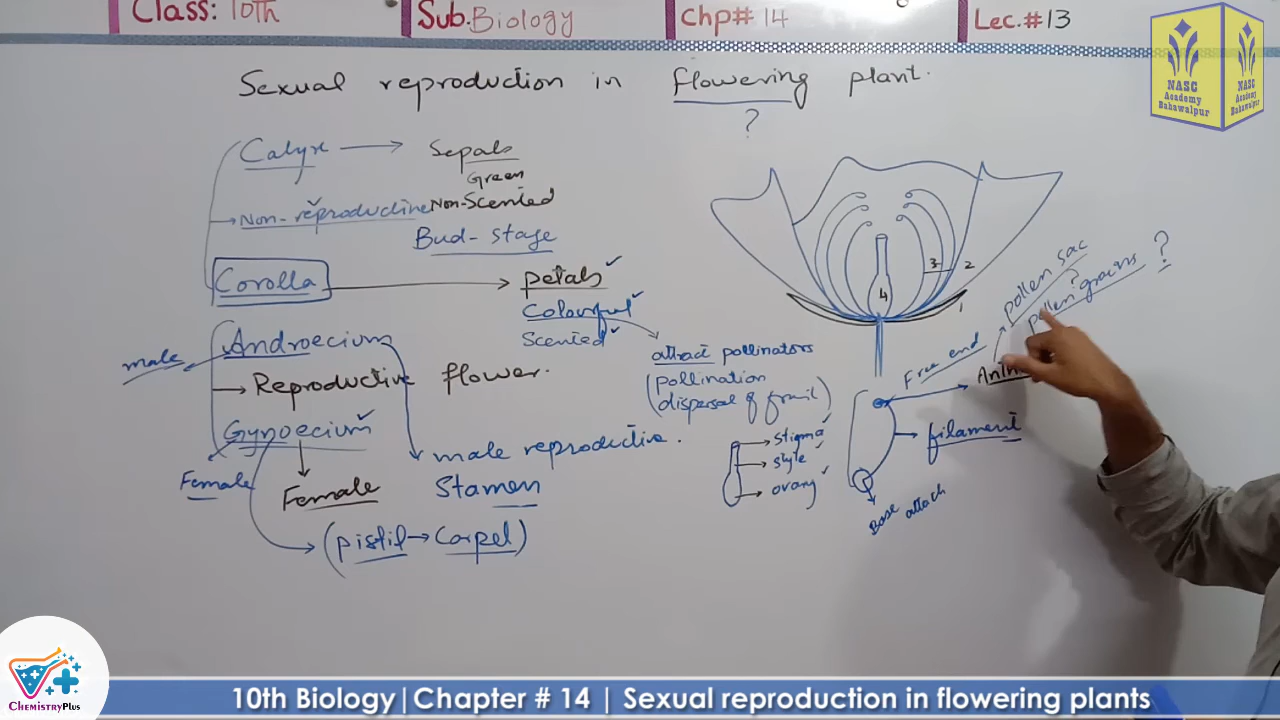 Class: 10th
Sub. Biology
Chp# 14
Lec.# 13
NASC
Academy
Bahawalpur
NASC
Academy
Bahawalpur
Sexual reproduction in flowering plant.
?
Calyx → Sepals
Green
Non-reproductive Non-Scented
Bud-stage
Corolla → petals
Colourful
Scented
attract pollinators
(pollination
dispersal of fruit)
Androecium
male
→ Reproductive flower.
Gynoecium
Female
Female
male reproductive.
Stamen
(pistil → Carpel)
1
2
3
4
pollen sac
?
pollen grains ?
Free end
filament
Base attach
stigma
style
ovary
ChemistryPlus
10th Biology|Chapter # 14 | Sexual reproduction in flowering plants